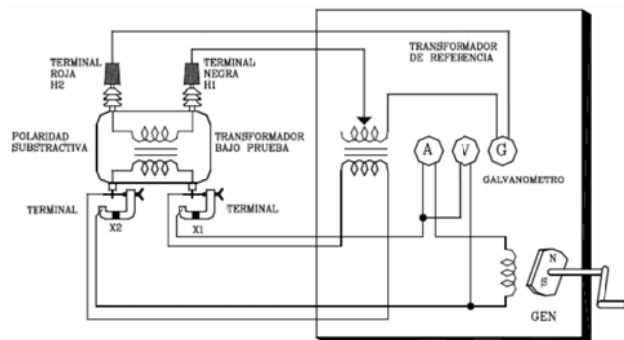 TERMINAL
ROJA
H2
TERMINAL
NEGRA
H1
TRANSFORMADOR
DE REFERENCIA
POLARIDAD
SUBSTRACTIVA
TRANSFORMADOR
BAJO PRUEBA
A
V
G
GALVANOMETRO
TERMINAL
X2
X1
TERMINAL
N
S
GEN